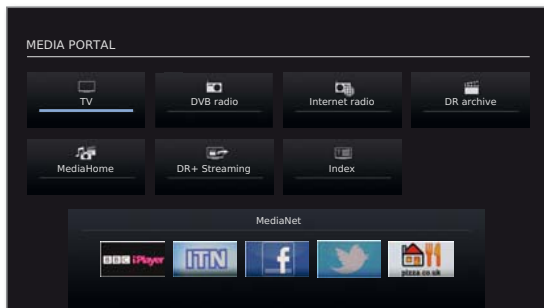 MEDIA PORTAL
TV
DVB radio
Internet radio
DR archive
MediaHome
DR+ Streaming
Index
MediaNet
BBC iPlayer
ITN
f
pizza.co.uk